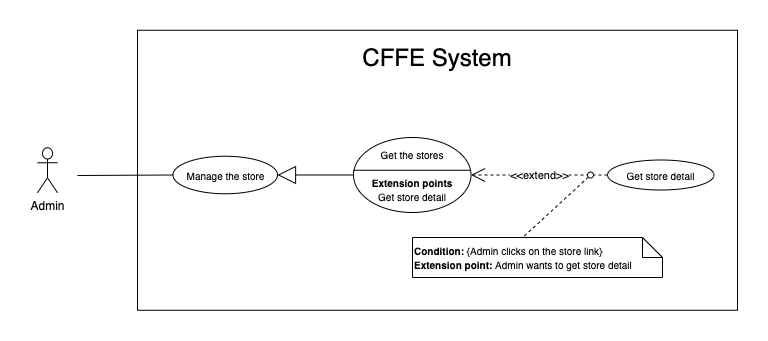 CFFE System
Admin
Manage the store
Get the stores
Extension points
Get store detail
<<extend>>
Get store detail
Condition: {Admin clicks on the store link}
Extension point: Admin wants to get store detail